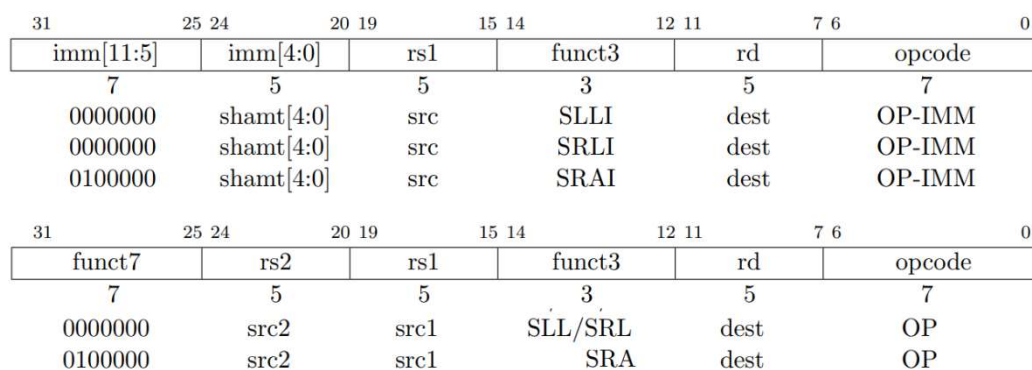 31 25 24 20 19 15 14 12 11 7 6 0
imm[11:5] imm[4:0] rs1 funct3 rd opcode
7 5 5 3 5 7
0000000 shamt[4:0] src SLLI dest OP-IMM
0000000 shamt[4:0] src SRLI dest OP-IMM
0100000 shamt[4:0] src SRAI dest OP-IMM
31 25 24 20 19 15 14 12 11 7 6 0
funct7 rs2 rs1 funct3 rd opcode
7 5 5 3 5 7
0000000 src2 src1 SLL/SRL dest OP
0100000 src2 src1 SRA dest OP